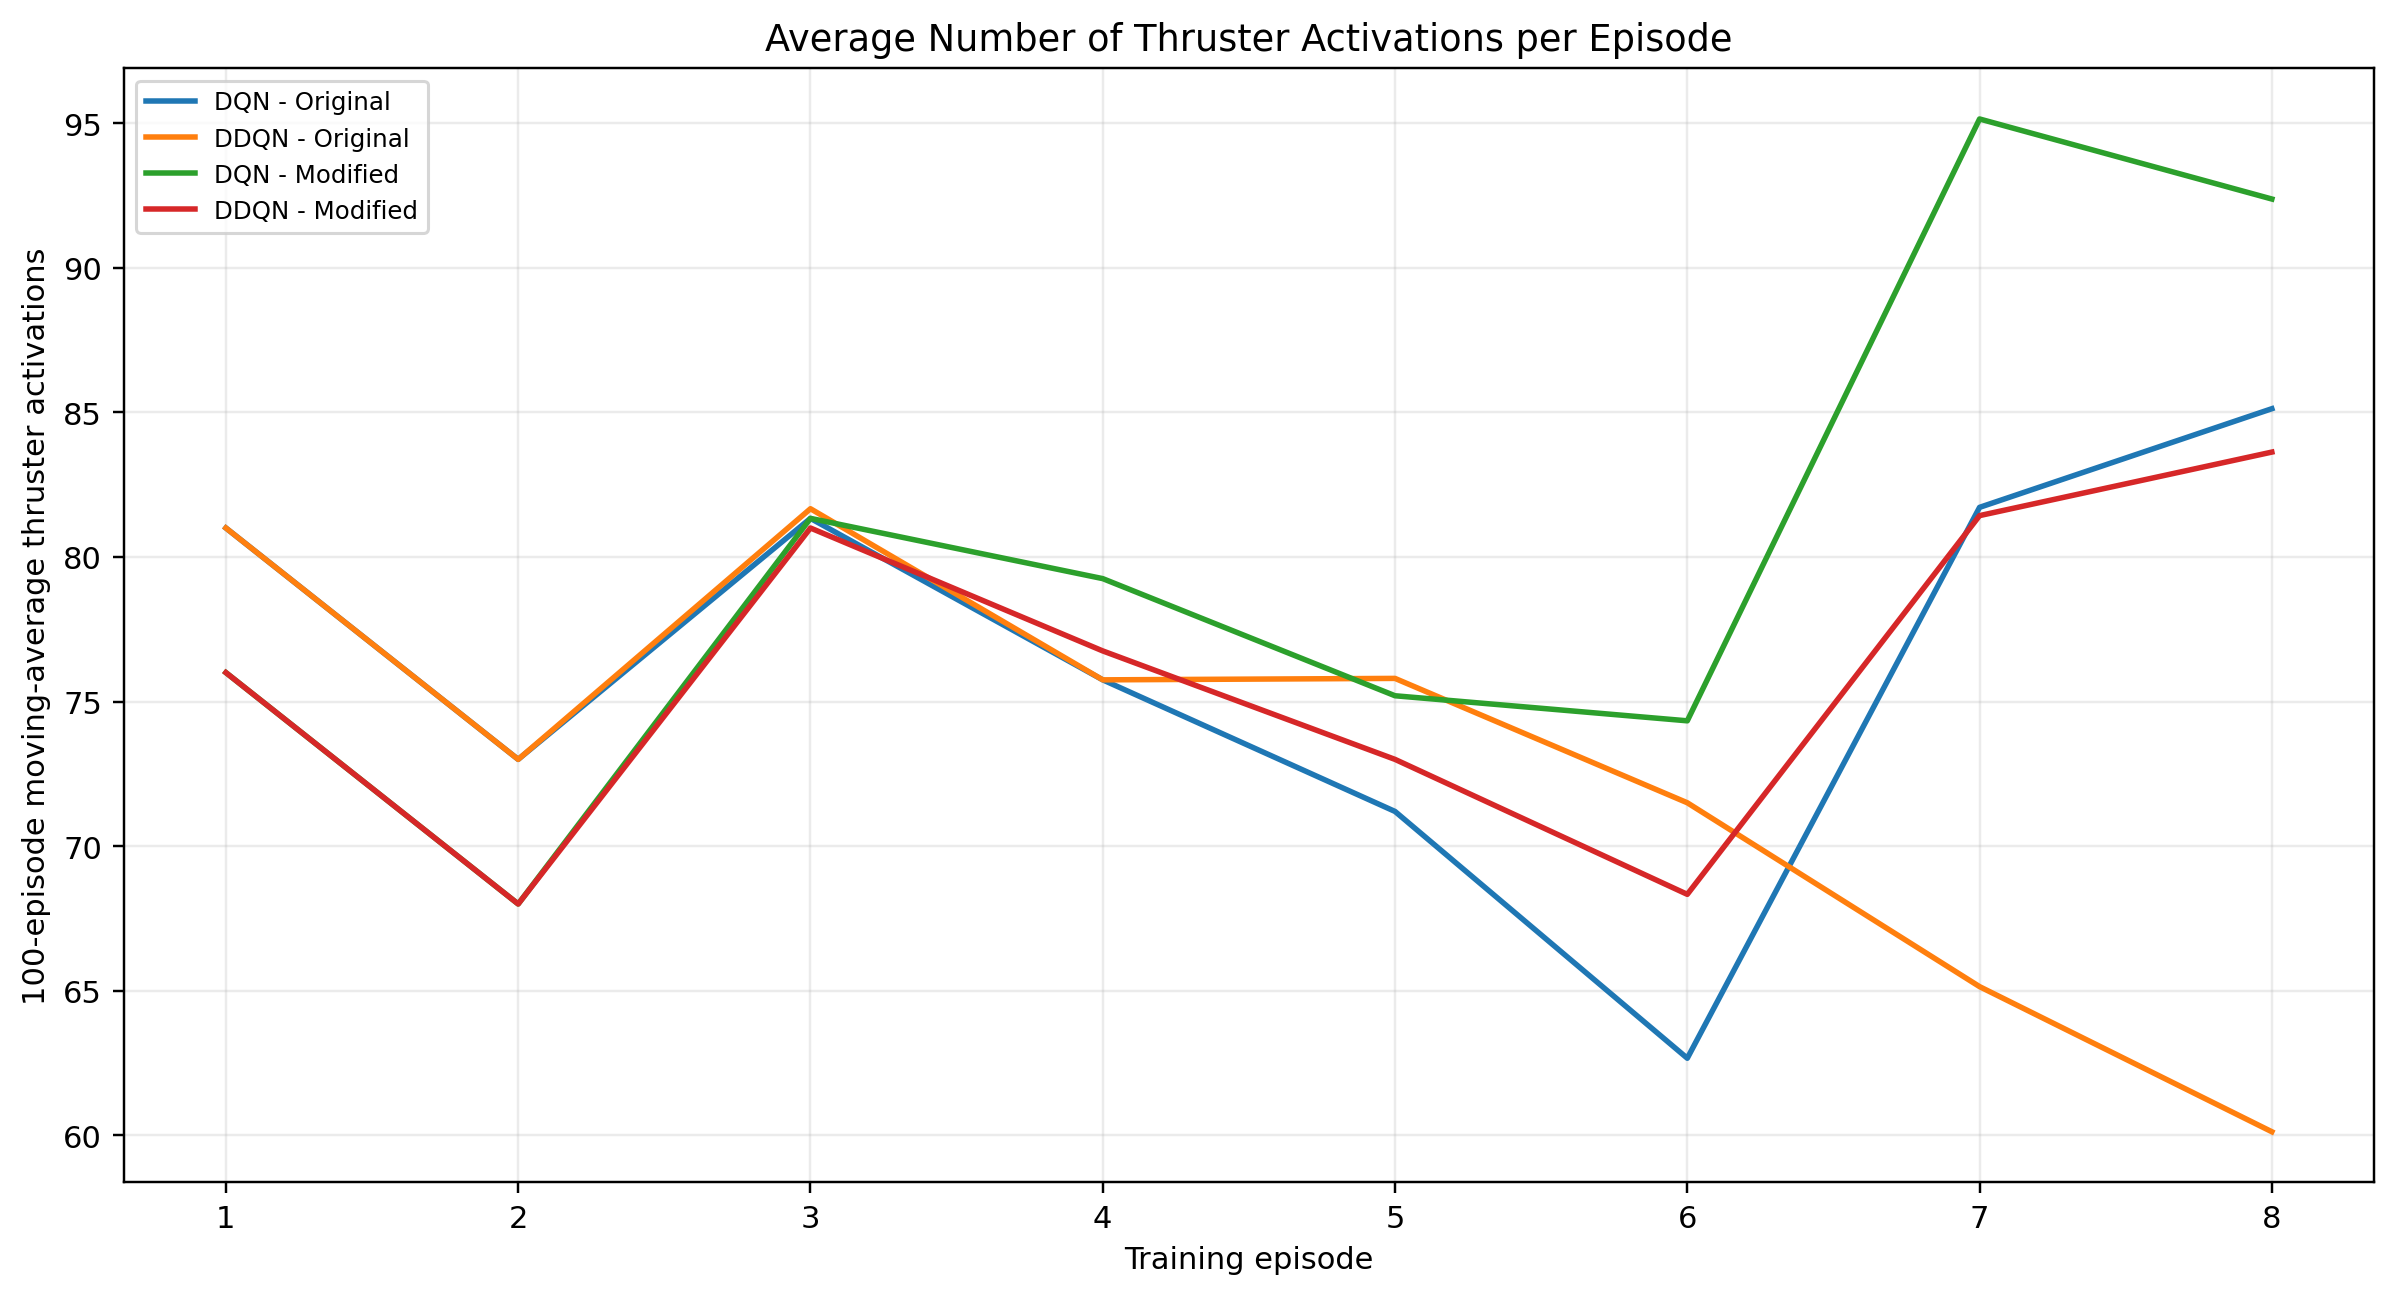 Average Number of Thruster Activations per Episode
DQN - Original
DDQN - Original
DQN - Modified
DDQN - Modified
100-episode moving-average thruster activations
95
90
85
80
75
70
65
60
1 2 3 4 5 6 7 8
Training episode